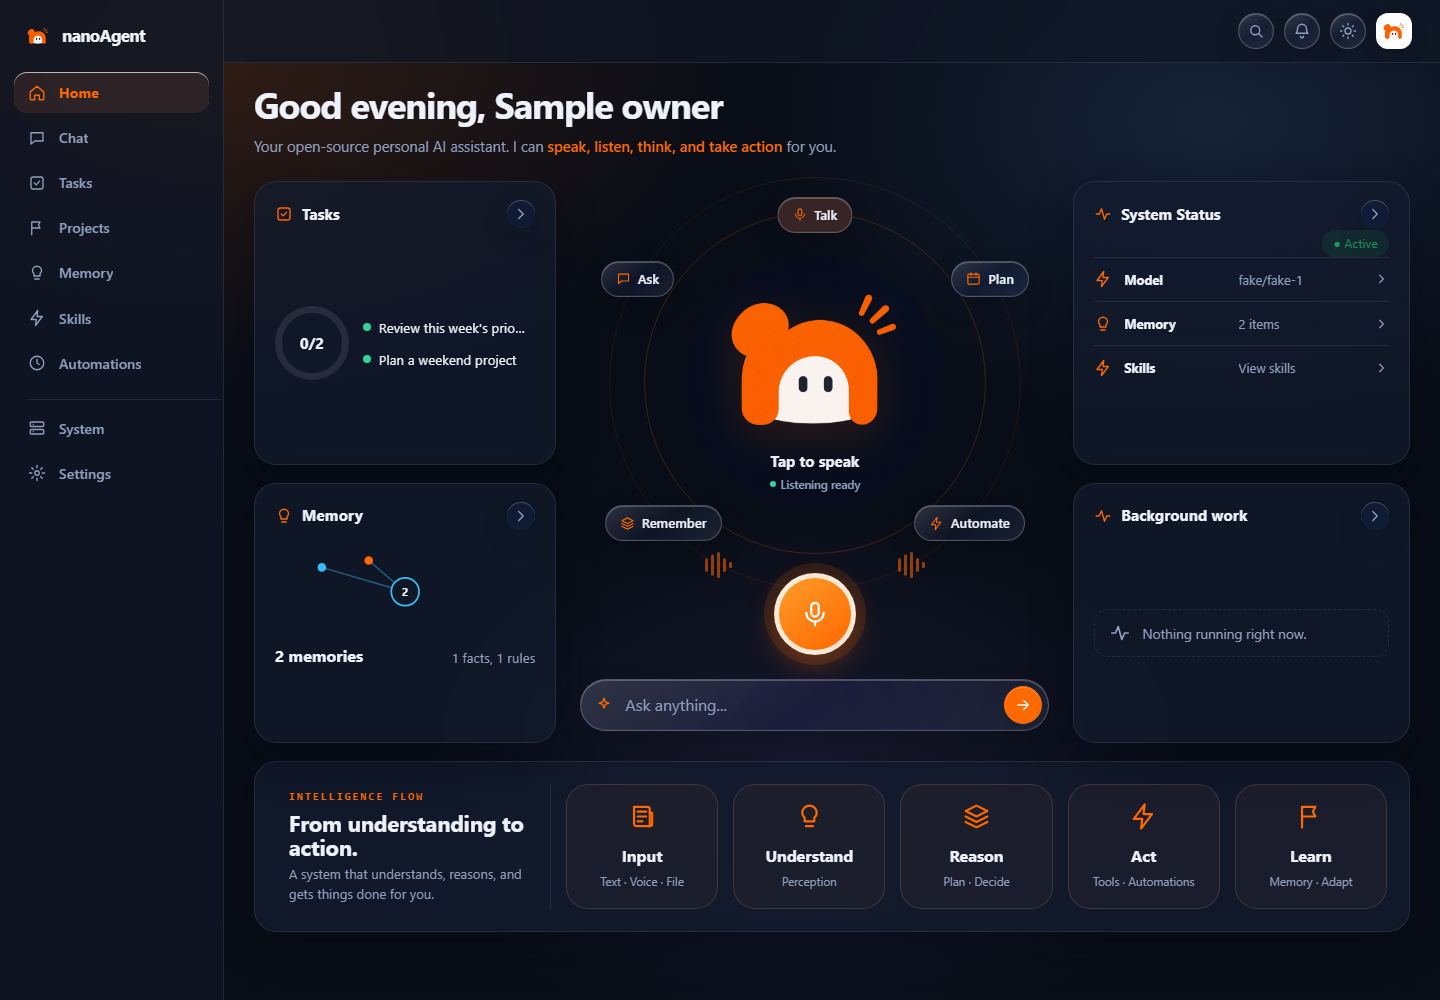 nanoAgent
Home
Chat
Tasks
Projects
Memory
Skills
Automations
System
Settings
Good evening, Sample owner
Your open-source personal AI assistant. I can speak, listen, think, and take action for you.
Tasks
0/2
Review this week's prio...
Plan a weekend project
Talk
Ask
Plan
Tap to speak
Listening ready
Remember
Automate
Ask anything...
System Status
Active
Model fake/fake-1
Memory 2 items
Skills View skills
Memory
2
2 memories 1 facts, 1 rules
Background work
Nothing running right now.
INTELLIGENCE FLOW
From understanding to
action.
A system that understands, reasons, and
gets things done for you.
Input
Text · Voice · File
Understand
Perception
Reason
Plan · Decide
Act
Tools · Automations
Learn
Memory · Adapt